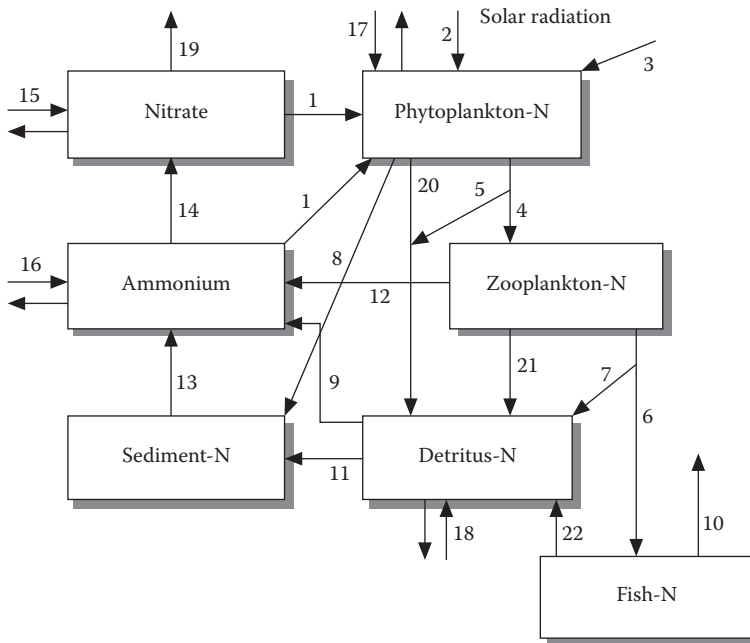 Solar radiation
17
2
19
3
15
Nitrate
1
Phytoplankton-N
14
1
20
5
4
16
Ammonium
8
12
Zooplankton-N
13
9
21
7
6
Sediment-N
11
Detritus-N
18
22
10
Fish-N